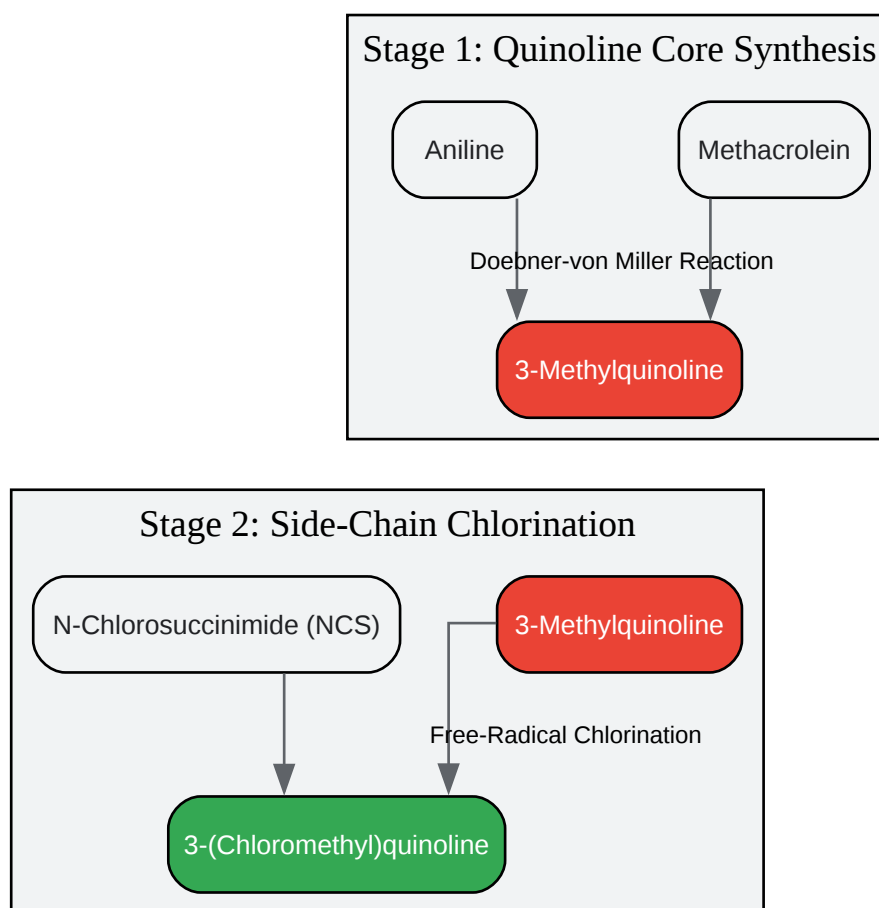 Stage 1: Quinoline Core Synthesis
Aniline
Methacrolein
Doebner-von Miller Reaction
3-Methylquinoline
Stage 2: Side-Chain Chlorination
N-Chlorosuccinimide (NCS)
3-Methylquinoline
Free-Radical Chlorination
3-(Chloromethyl)quinoline